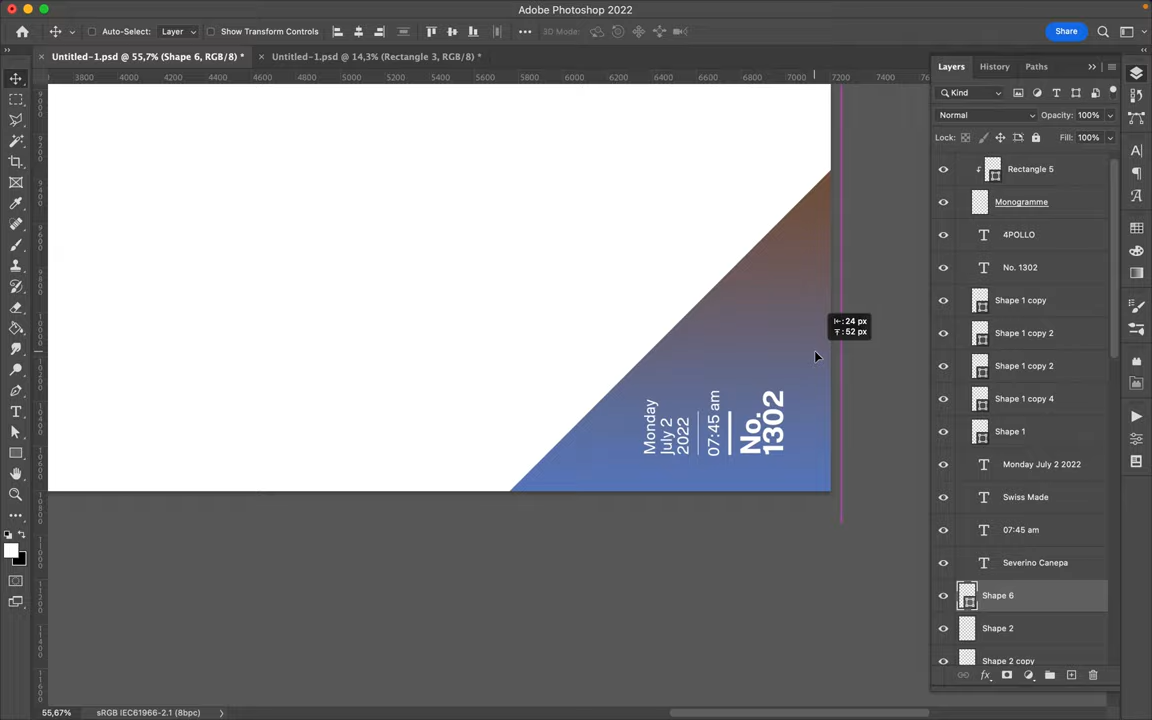 Adobe Photoshop 2022
Auto-Select: Layer Show Transform Controls 3D Mode: Share
Untitled-1.psd @ 55,7% (Shape 6, RGB/8) * Untitled-1.psd @ 14,3% (Rectangle 3, RGB/8) *
3800 4000 4200 4400 4600 4800 5000 5200 5400 5600 5800 6000 6200 6400 6600 6800 7000 7200 7400
Layers History Paths
Kind
Normal Opacity: 100%
Lock: Fill: 100%
Rectangle 5
Monogramme
4POLLO
No. 1302
Shape 1 copy
Shape 1 copy 2
Shape 1 copy 2
Shape 1 copy 4
Shape 1
Monday July 2 2022
Swiss Made
07:45 am
Severino Canepa
Shape 6
Shape 2
Shape 2 copy
24 px
52 px
Monday
July 2
2022
07:45 am
No.
1302
55,67% sRGB IEC61966-2.1 (8bpc)